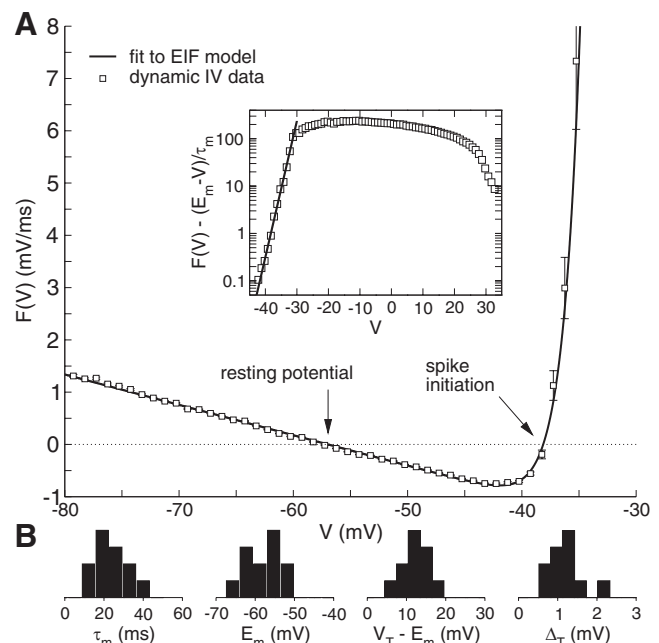 A
8
7
6
5
4
3
2
1
0
-1
F(V) (mV/ms)
fit to EIF model
dynamic IV data
100
10
1
0.1
F(V) - (E_m-V)/τ_m
-40 -30 -20 -10 0 10 20 30
V
resting potential
spike
initiation
-80 -70 -60 -50 -40 -30
V (mV)
B
0 20 40 60
τ_m (ms)
-70 -60 -50 -40
E_m (mV)
0 10 20 30
V_T - E_m (mV)
0 1 2 3
Δ_T (mV)